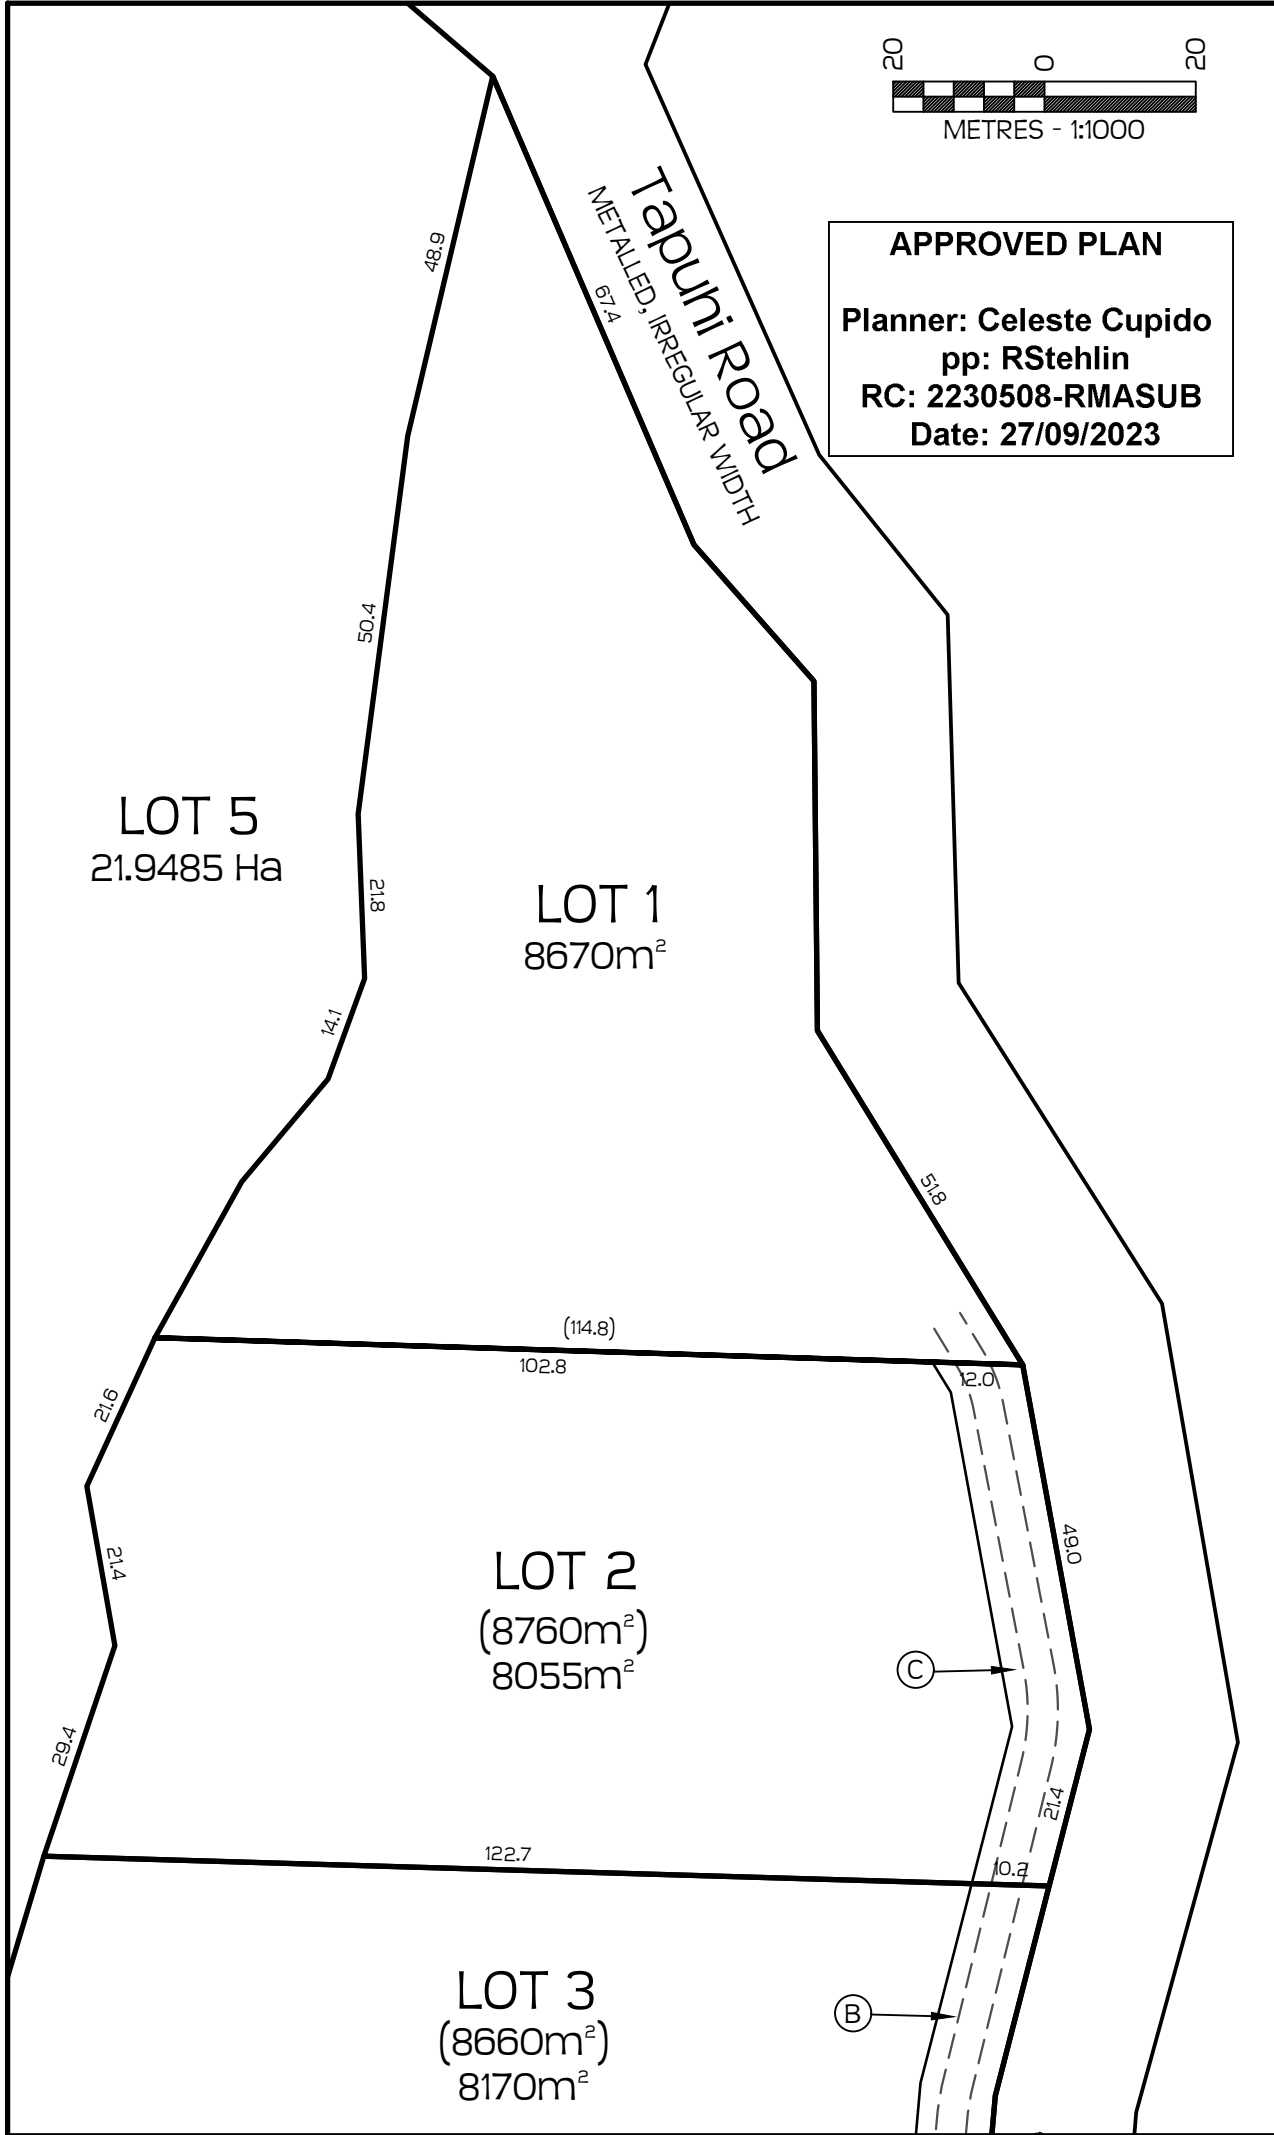 20 0 20
METRES - 1:1000
APPROVED PLAN
Planner: Celeste Cupido
pp: RStehlin
RC: 2230508-RMASUB
Date: 27/09/2023
Tapuhi Road
METALLED, IRREGULAR WIDTH
48.9
67.4
50.4
LOT 5
21.9485 Ha
21.8
LOT 1
8670m²
14.1
51.8
(114.8)
102.8
12.0
21.6
21.4
49.0
LOT 2
(8760m²)
8055m²
C
29.4
21.4
122.7
10.2
LOT 3
(8660m²)
8170m²
B